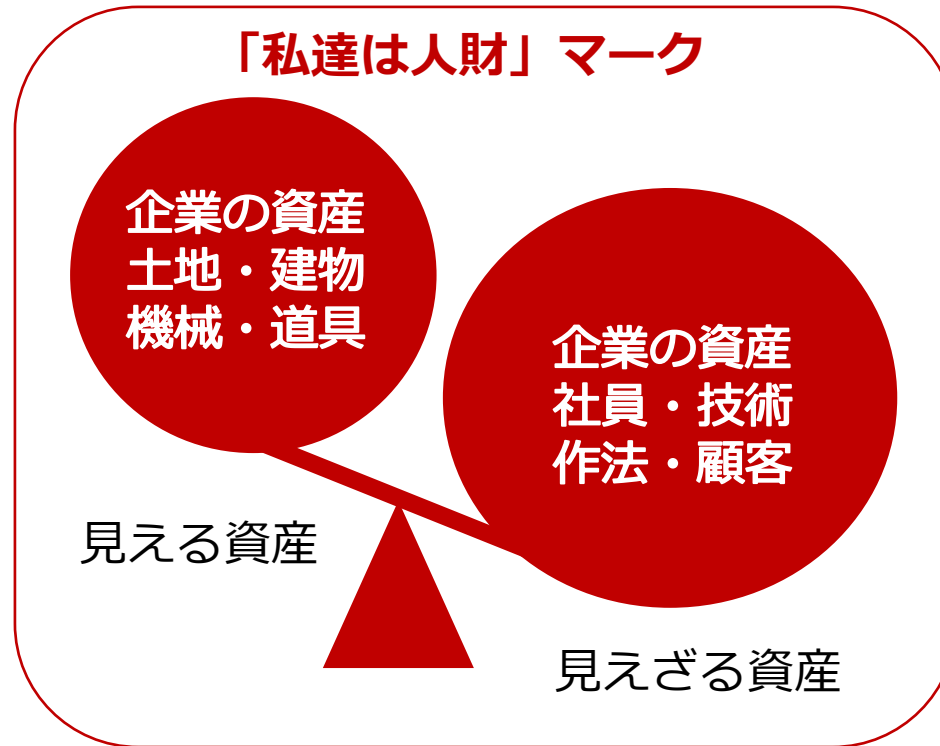 「私達は人財」マーク
企業の資産
土地・建物
機械・道具
企業の資産
社員・技術
作法・顧客
見える資産
見えざる資産